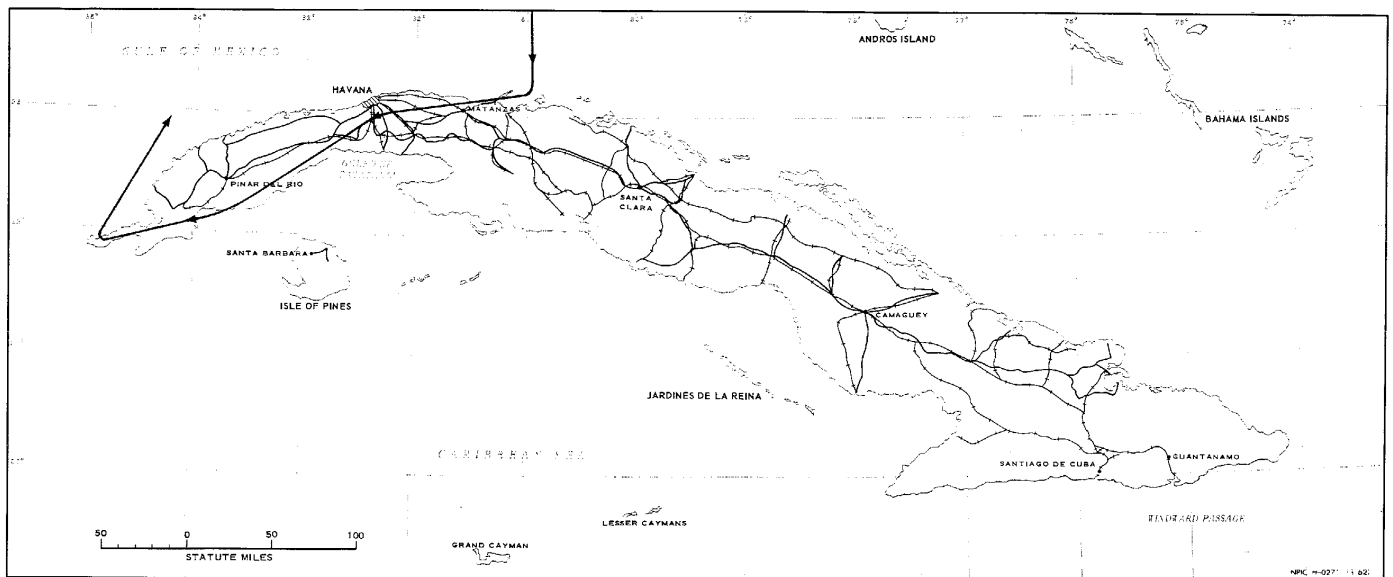 GULF OF MEXICO
ANDROS ISLAND
HAVANA
MATANZAS
BAHAMA ISLANDS
PINAR DEL RIO
SANTA
CLARA
SANTA BARBARA
ISLE OF PINES
CAMAGUEY
JARDINES DE LA REINA
CARIBBEAN SEA
SANTIAGO DE CUBA
GUANTANAMO
LESSER CAYMANS
WINDWARD PASSAGE
50 0 50 100
STATUTE MILES
GRAND CAYMAN
NPIC